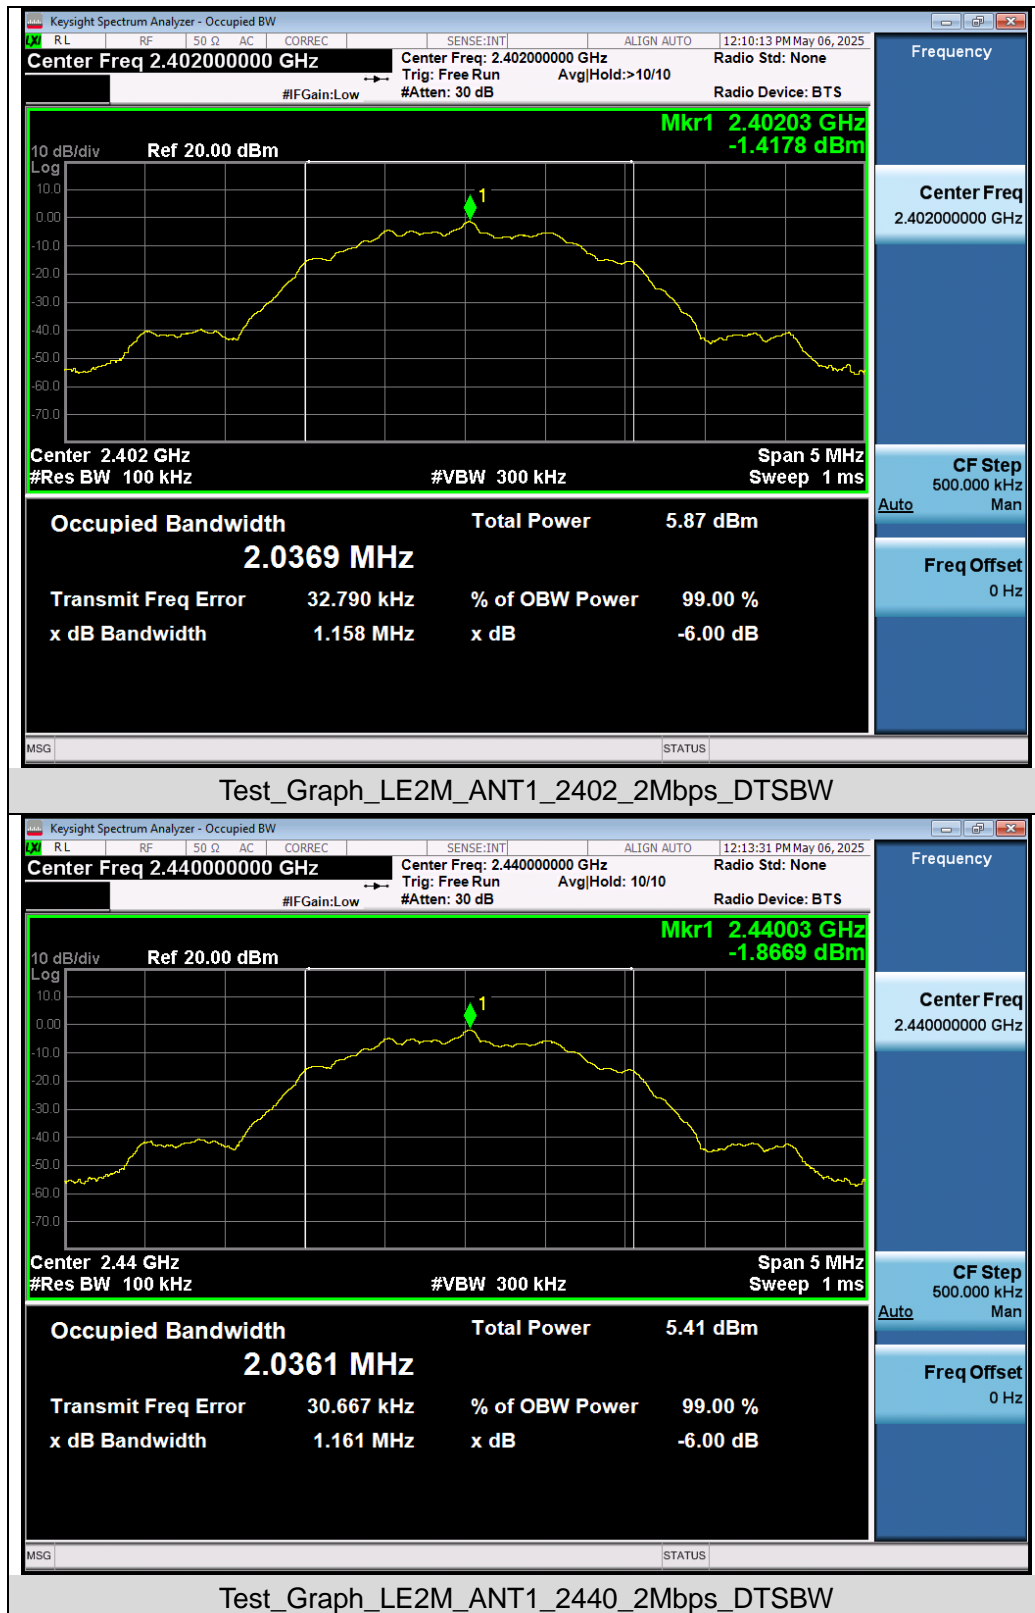 Keysight Spectrum Analyzer - Occupied BW
LXI RL RF 50 Ω AC CORREC SENSE:INT ALIGN AUTO 12:10:13 PM May 06, 2025
Center Freq 2.402000000 GHz Center Freq: 2.402000000 GHz Radio Std: None Frequency
Trig: Free Run Avg|Hold:>10/10
#IFGain:Low #Atten: 30 dB Radio Device: BTS
Mkr1 2.40203 GHz
10 dB/div Ref 20.00 dBm -1.4178 dBm
Log
10.0
0.00
-10.0
-20.0
-30.0
-40.0
-50.0
-60.0
-70.0
1
Center Freq
2.402000000 GHz
Center 2.402 GHz Span 5 MHz
#Res BW 100 kHz #VBW 300 kHz Sweep 1 ms
CF Step
500.000 kHz
Auto Man
Occupied Bandwidth Total Power 5.87 dBm
2.0369 MHz
Freq Offset
0 Hz
Transmit Freq Error 32.790 kHz % of OBW Power 99.00 %
x dB Bandwidth 1.158 MHz x dB -6.00 dB
MSG STATUS
Test_Graph_LE2M_ANT1_2402_2Mbps_DTSBW
Keysight Spectrum Analyzer - Occupied BW
LXI RL RF 50 Ω AC CORREC SENSE:INT ALIGN AUTO 12:13:31 PM May 06, 2025
Center Freq 2.440000000 GHz Center Freq: 2.440000000 GHz Radio Std: None Frequency
Trig: Free Run Avg|Hold: 10/10
#IFGain:Low #Atten: 30 dB Radio Device: BTS
Mkr1 2.44003 GHz
10 dB/div Ref 20.00 dBm -1.8669 dBm
Log
10.0
0.00
-10.0
-20.0
-30.0
-40.0
-50.0
-60.0
-70.0
1
Center Freq
2.440000000 GHz
Center 2.44 GHz Span 5 MHz
#Res BW 100 kHz #VBW 300 kHz Sweep 1 ms
CF Step
500.000 kHz
Auto Man
Occupied Bandwidth Total Power 5.41 dBm
2.0361 MHz
Freq Offset
0 Hz
Transmit Freq Error 30.667 kHz % of OBW Power 99.00 %
x dB Bandwidth 1.161 MHz x dB -6.00 dB
MSG STATUS
Test_Graph_LE2M_ANT1_2440_2Mbps_DTSBW